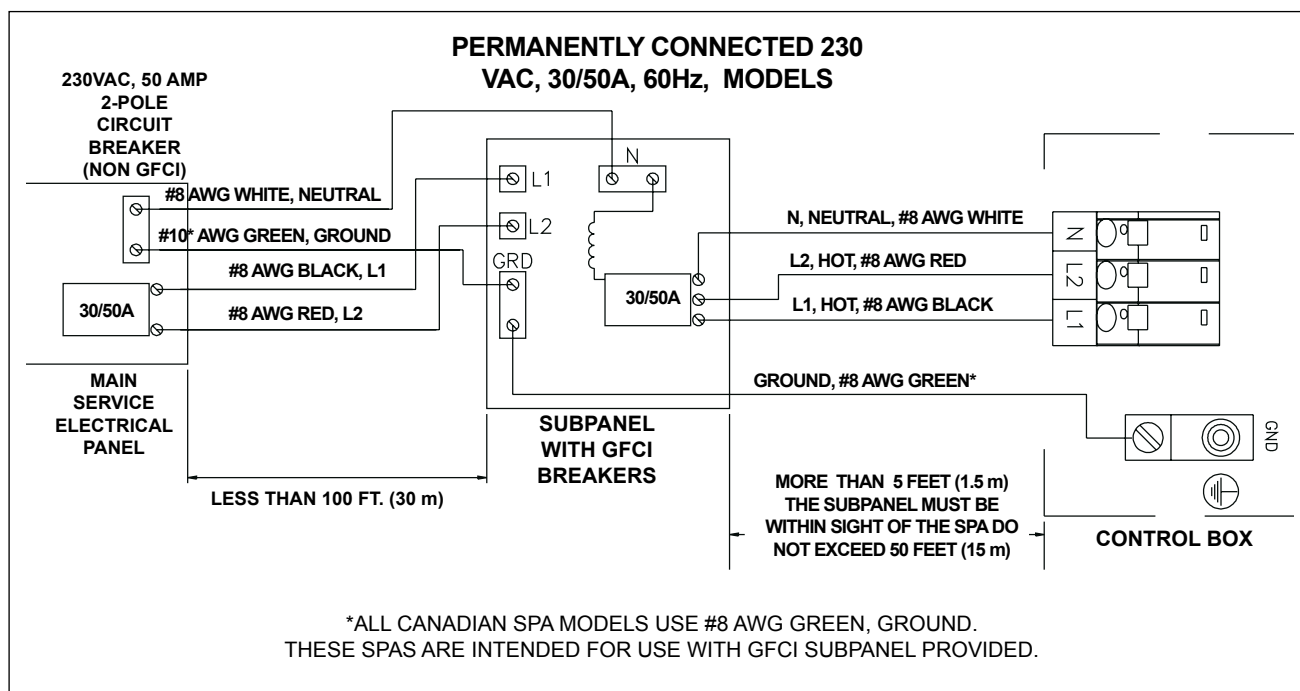 PERMANENTLY CONNECTED 230
VAC, 30/50A, 60Hz, MODELS
230VAC, 50 AMP
2-POLE
CIRCUIT
BREAKER
(NON GFCI)
#8 AWG WHITE, NEUTRAL
#10* AWG GREEN, GROUND
#8 AWG BLACK, L1
#8 AWG RED, L2
30/50A
MAIN
SERVICE
ELECTRICAL
PANEL
LESS THAN 100 FT. (30 m)
L1
N
L2
GRD
30/50A
SUBPANEL
WITH GFCI
BREAKERS
N, NEUTRAL, #8 AWG WHITE
L2, HOT, #8 AWG RED
L1, HOT, #8 AWG BLACK
GROUND, #8 AWG GREEN*
MORE THAN 5 FEET (1.5 m)
THE SUBPANEL MUST BE
WITHIN SIGHT OF THE SPA DO
NOT EXCEED 50 FEET (15 m)
N
L2
L1
GND
CONTROL BOX
*ALL CANADIAN SPA MODELS USE #8 AWG GREEN, GROUND.
THESE SPAS ARE INTENDED FOR USE WITH GFCI SUBPANEL PROVIDED.